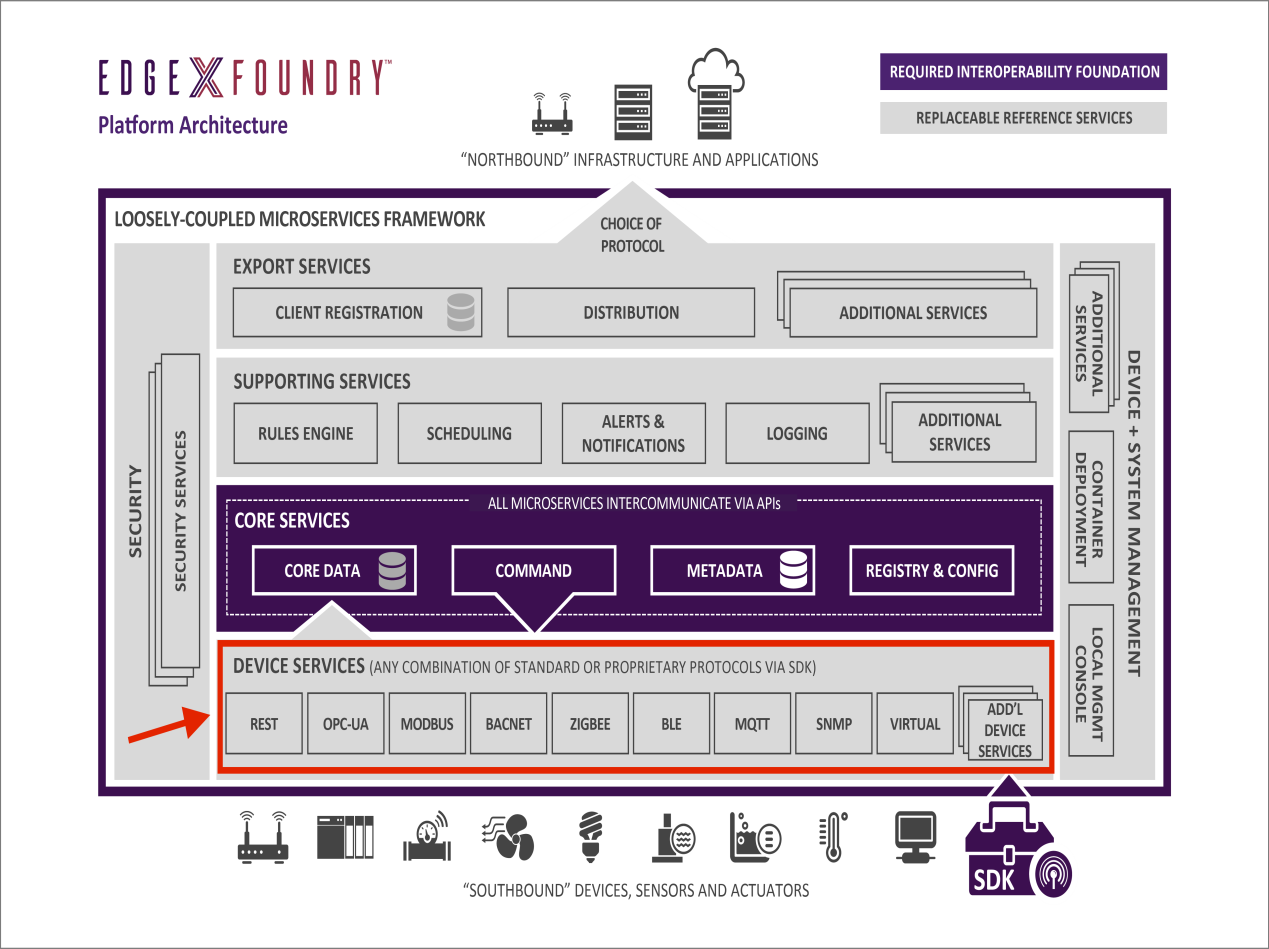 EDGE X FOUNDRY™
Platform Architecture
REQUIRED INTEROPERABILITY FOUNDATION
REPLACEABLE REFERENCE SERVICES
“NORTHBOUND” INFRASTRUCTURE AND APPLICATIONS
LOOSELY-COUPLED MICROSERVICES FRAMEWORK
CHOICE OF
PROTOCOL
EXPORT SERVICES
CLIENT REGISTRATION
DISTRIBUTION
ADDITIONAL SERVICES
SUPPORTING SERVICES
RULES ENGINE
SCHEDULING
ALERTS &
NOTIFICATIONS
LOGGING
ADDITIONAL
SERVICES
SECURITY
SECURITY SERVICES
ALL MICROSERVICES INTERCOMMUNICATE VIA APIs
CORE SERVICES
CORE DATA
COMMAND
METADATA
REGISTRY & CONFIG
DEVICE SERVICES (ANY COMBINATION OF STANDARD OR PROPRIETARY PROTOCOLS VIA SDK)
REST
OPC-UA
MODBUS
BACNET
ZIGBEE
BLE
MQTT
SNMP
VIRTUAL
ADD’L
DEVICE
SERVICES
ADDITIONAL
SERVICES
CONTAINER
DEPLOYMENT
LOCAL MGMT
CONSOLE
DEVICE + SYSTEM MANAGEMENT
SDK
“SOUTHBOUND” DEVICES, SENSORS AND ACTUATORS